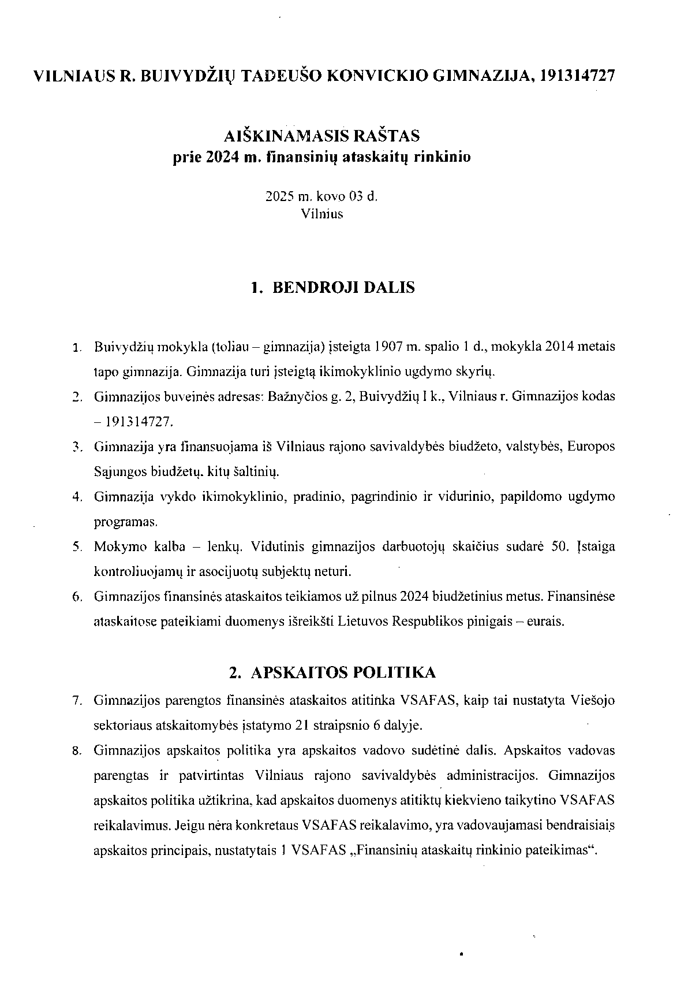 VILNIAUS R. BUIVYDŽIŲ TADEUŠO KONVICKIO GIMNAZIJA, 191314727
AIŠKINAMASIS RAŠTAS
prie 2024 m. finansinių ataskaitų rinkinio
2025 m. kovo 03 d.
Vilnius
1. BENDROJI DALIS
1. Buivydžių mokykla (toliau – gimnazija) įsteigta 1907 m. spalio 1 d., mokykla 2014 metais
tapo gimnazija. Gimnazija turi įsteigtą ikimokyklinio ugdymo skyrių.
2. Gimnazijos buveinės adresas: Bažnyčios g. 2, Buivydžių I k., Vilniaus r. Gimnazijos kodas
– 191314727.
3. Gimnazija yra finansuojama iš Vilniaus rajono savivaldybės biudžeto, valstybės, Europos
Sąjungos biudžetų, kitų šaltinių.
4. Gimnazija vykdo ikimokyklinio, pradinio, pagrindinio ir vidurinio, papildomo ugdymo
programas.
5. Mokymo kalba – lenkų. Vidutinis gimnazijos darbuotojų skaičius sudarė 50. Įstaiga
kontroliuojamų ir asocijuotų subjektų neturi.
6. Gimnazijos finansinės ataskaitos teikiamos už pilnus 2024 biudžetinius metus. Finansinėse
ataskaitose pateikiami duomenys išreikšti Lietuvos Respublikos pinigais – eurais.
2. APSKAITOS POLITIKA
7. Gimnazijos parengtos finansinės ataskaitos atitinka VSAFAS, kaip tai nustatyta Viešojo
sektoriaus atskaitomybės įstatymo 21 straipsnio 6 dalyje.
8. Gimnazijos apskaitos politika yra apskaitos vadovo sudėtinė dalis. Apskaitos vadovas
parengtas ir patvirtintas Vilniaus rajono savivaldybės administracijos. Gimnazijos
apskaitos politika užtikrina, kad apskaitos duomenys atitiktų kiekvieno taikytino VSAFAS
reikalavimus. Jeigu nėra konkretaus VSAFAS reikalavimo, yra vadovaujamasi bendraisiais
apskaitos principais, nustatytais 1 VSAFAS „Finansinių ataskaitų rinkinio pateikimas“.